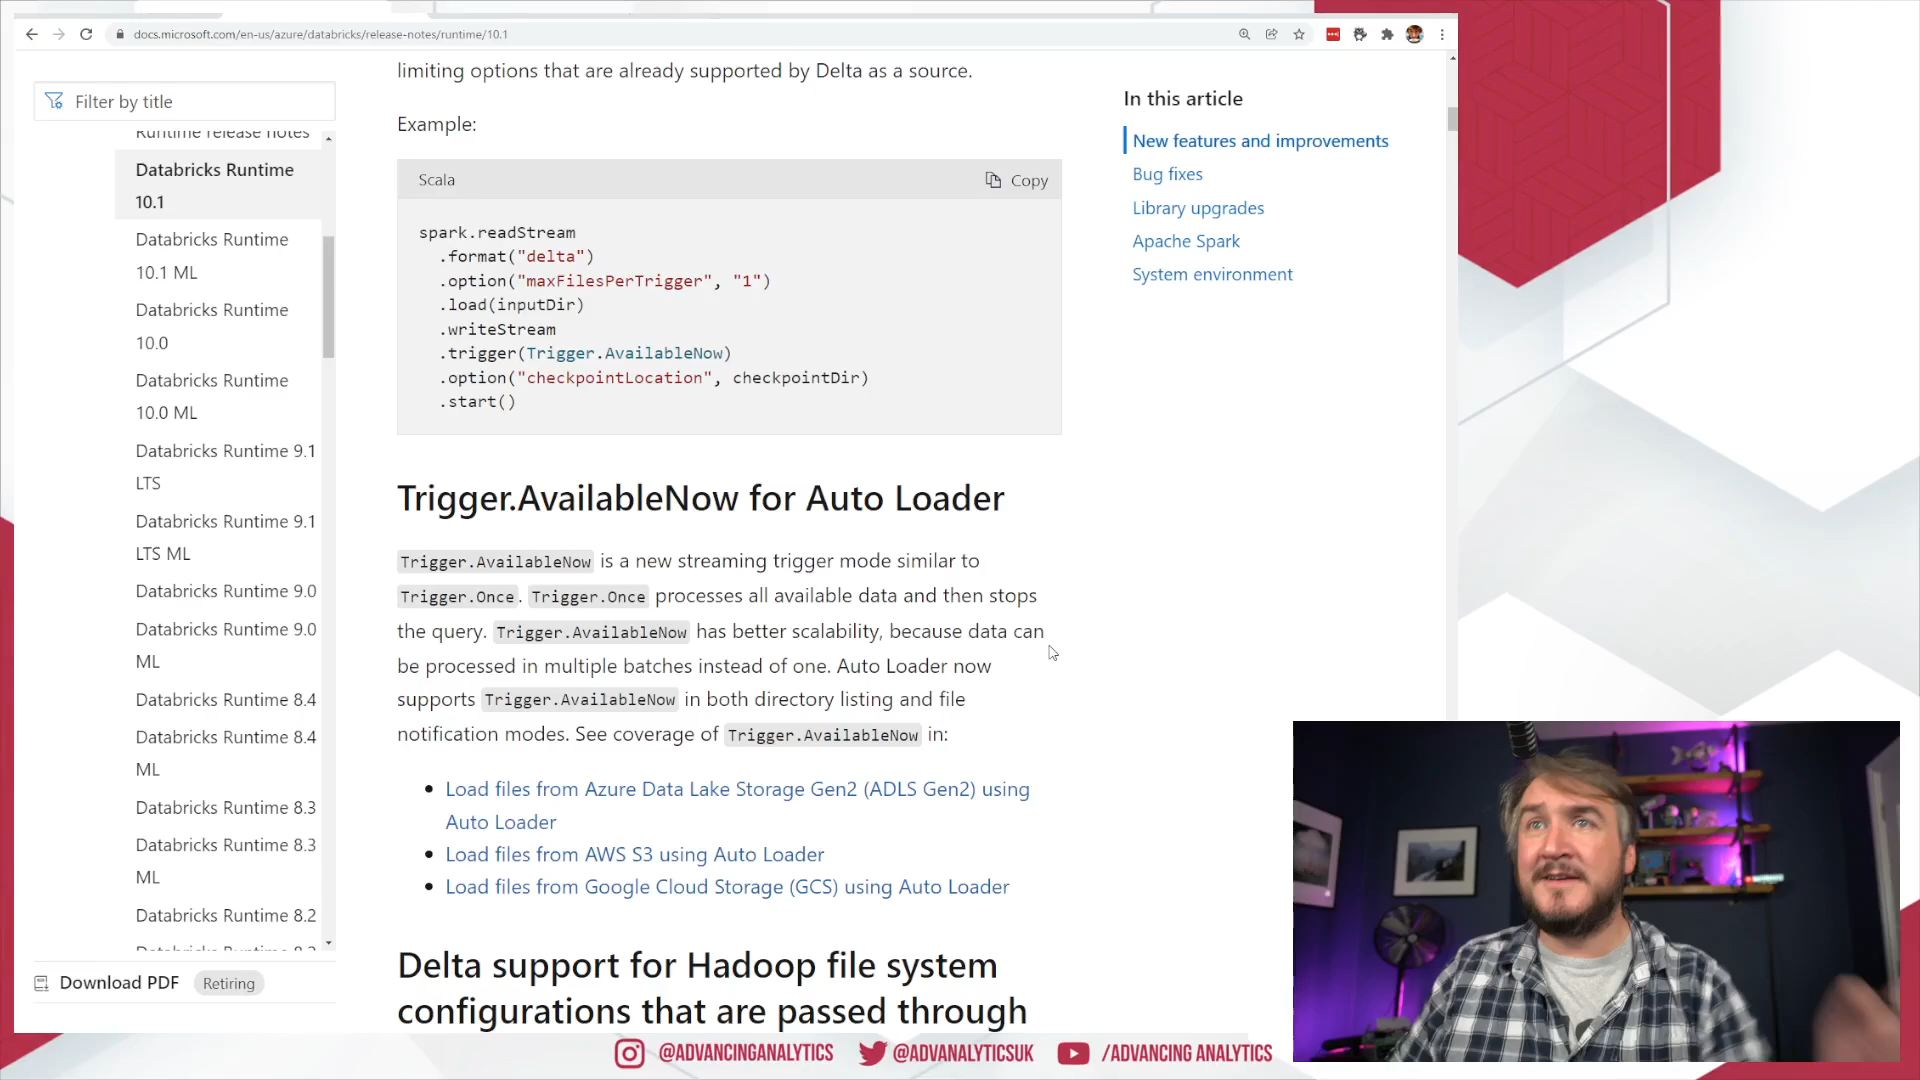 docs.microsoft.com/en-us/azure/databricks/release-notes/runtime/10.1
Filter by title
Runtime release notes
Databricks Runtime
10.1
Databricks Runtime
10.1 ML
Databricks Runtime
10.0
Databricks Runtime
10.0 ML
Databricks Runtime 9.1
LTS
Databricks Runtime 9.1
LTS ML
Databricks Runtime 9.0
Databricks Runtime 9.0
ML
Databricks Runtime 8.4
Databricks Runtime 8.4
ML
Databricks Runtime 8.3
Databricks Runtime 8.3
ML
Databricks Runtime 8.2
Download PDF
Retiring
limiting options that are already supported by Delta as a source.
Example:
Scala
Copy
spark.readStream
.format("delta")
.option("maxFilesPerTrigger", "1")
.load(inputDir)
.writeStream
.trigger(Trigger.AvailableNow)
.option("checkpointLocation", checkpointDir)
.start()
Trigger.AvailableNow for Auto Loader
Trigger.AvailableNow is a new streaming trigger mode similar to
Trigger.Once. Trigger.Once processes all available data and then stops
the query. Trigger.AvailableNow has better scalability, because data can
be processed in multiple batches instead of one. Auto Loader now
supports Trigger.AvailableNow in both directory listing and file
notification modes. See coverage of Trigger.AvailableNow in:
Load files from Azure Data Lake Storage Gen2 (ADLS Gen2) using
Auto Loader
Load files from AWS S3 using Auto Loader
Load files from Google Cloud Storage (GCS) using Auto Loader
Delta support for Hadoop file system
configurations that are passed through
In this article
New features and improvements
Bug fixes
Library upgrades
Apache Spark
System environment
@ADVANCINGANALYTICS
@ADVANALYTICSUK
/ADVANCING ANALYTICS